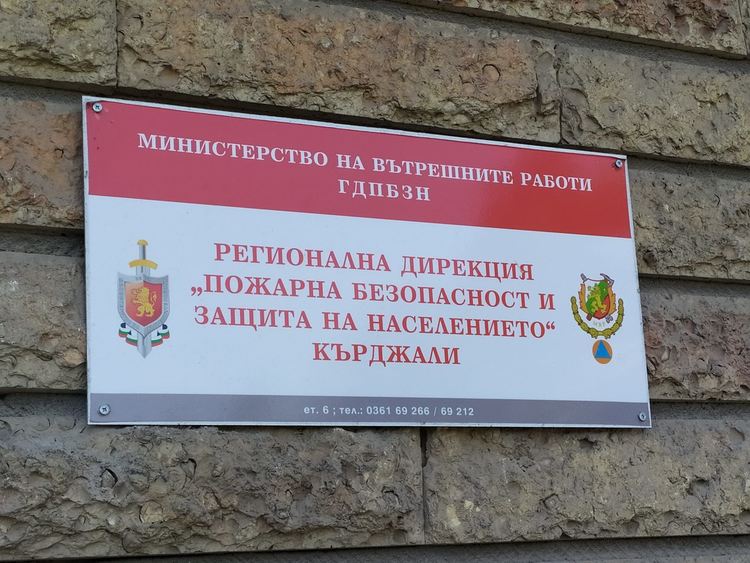 МИНИСТЕРСТВО НА ВЪТРЕШНИТЕ РАБОТИ
ГДПБЗН
РЕГИОНАЛНА ДИРЕКЦИЯ
„ПОЖАРНА БЕЗОПАСНОСТ И
ЗАЩИТА НА НАСЕЛЕНИЕТО“
КЪРДЖАЛИ
ет. 6 ; тел.: 0361 69 266 / 69 212